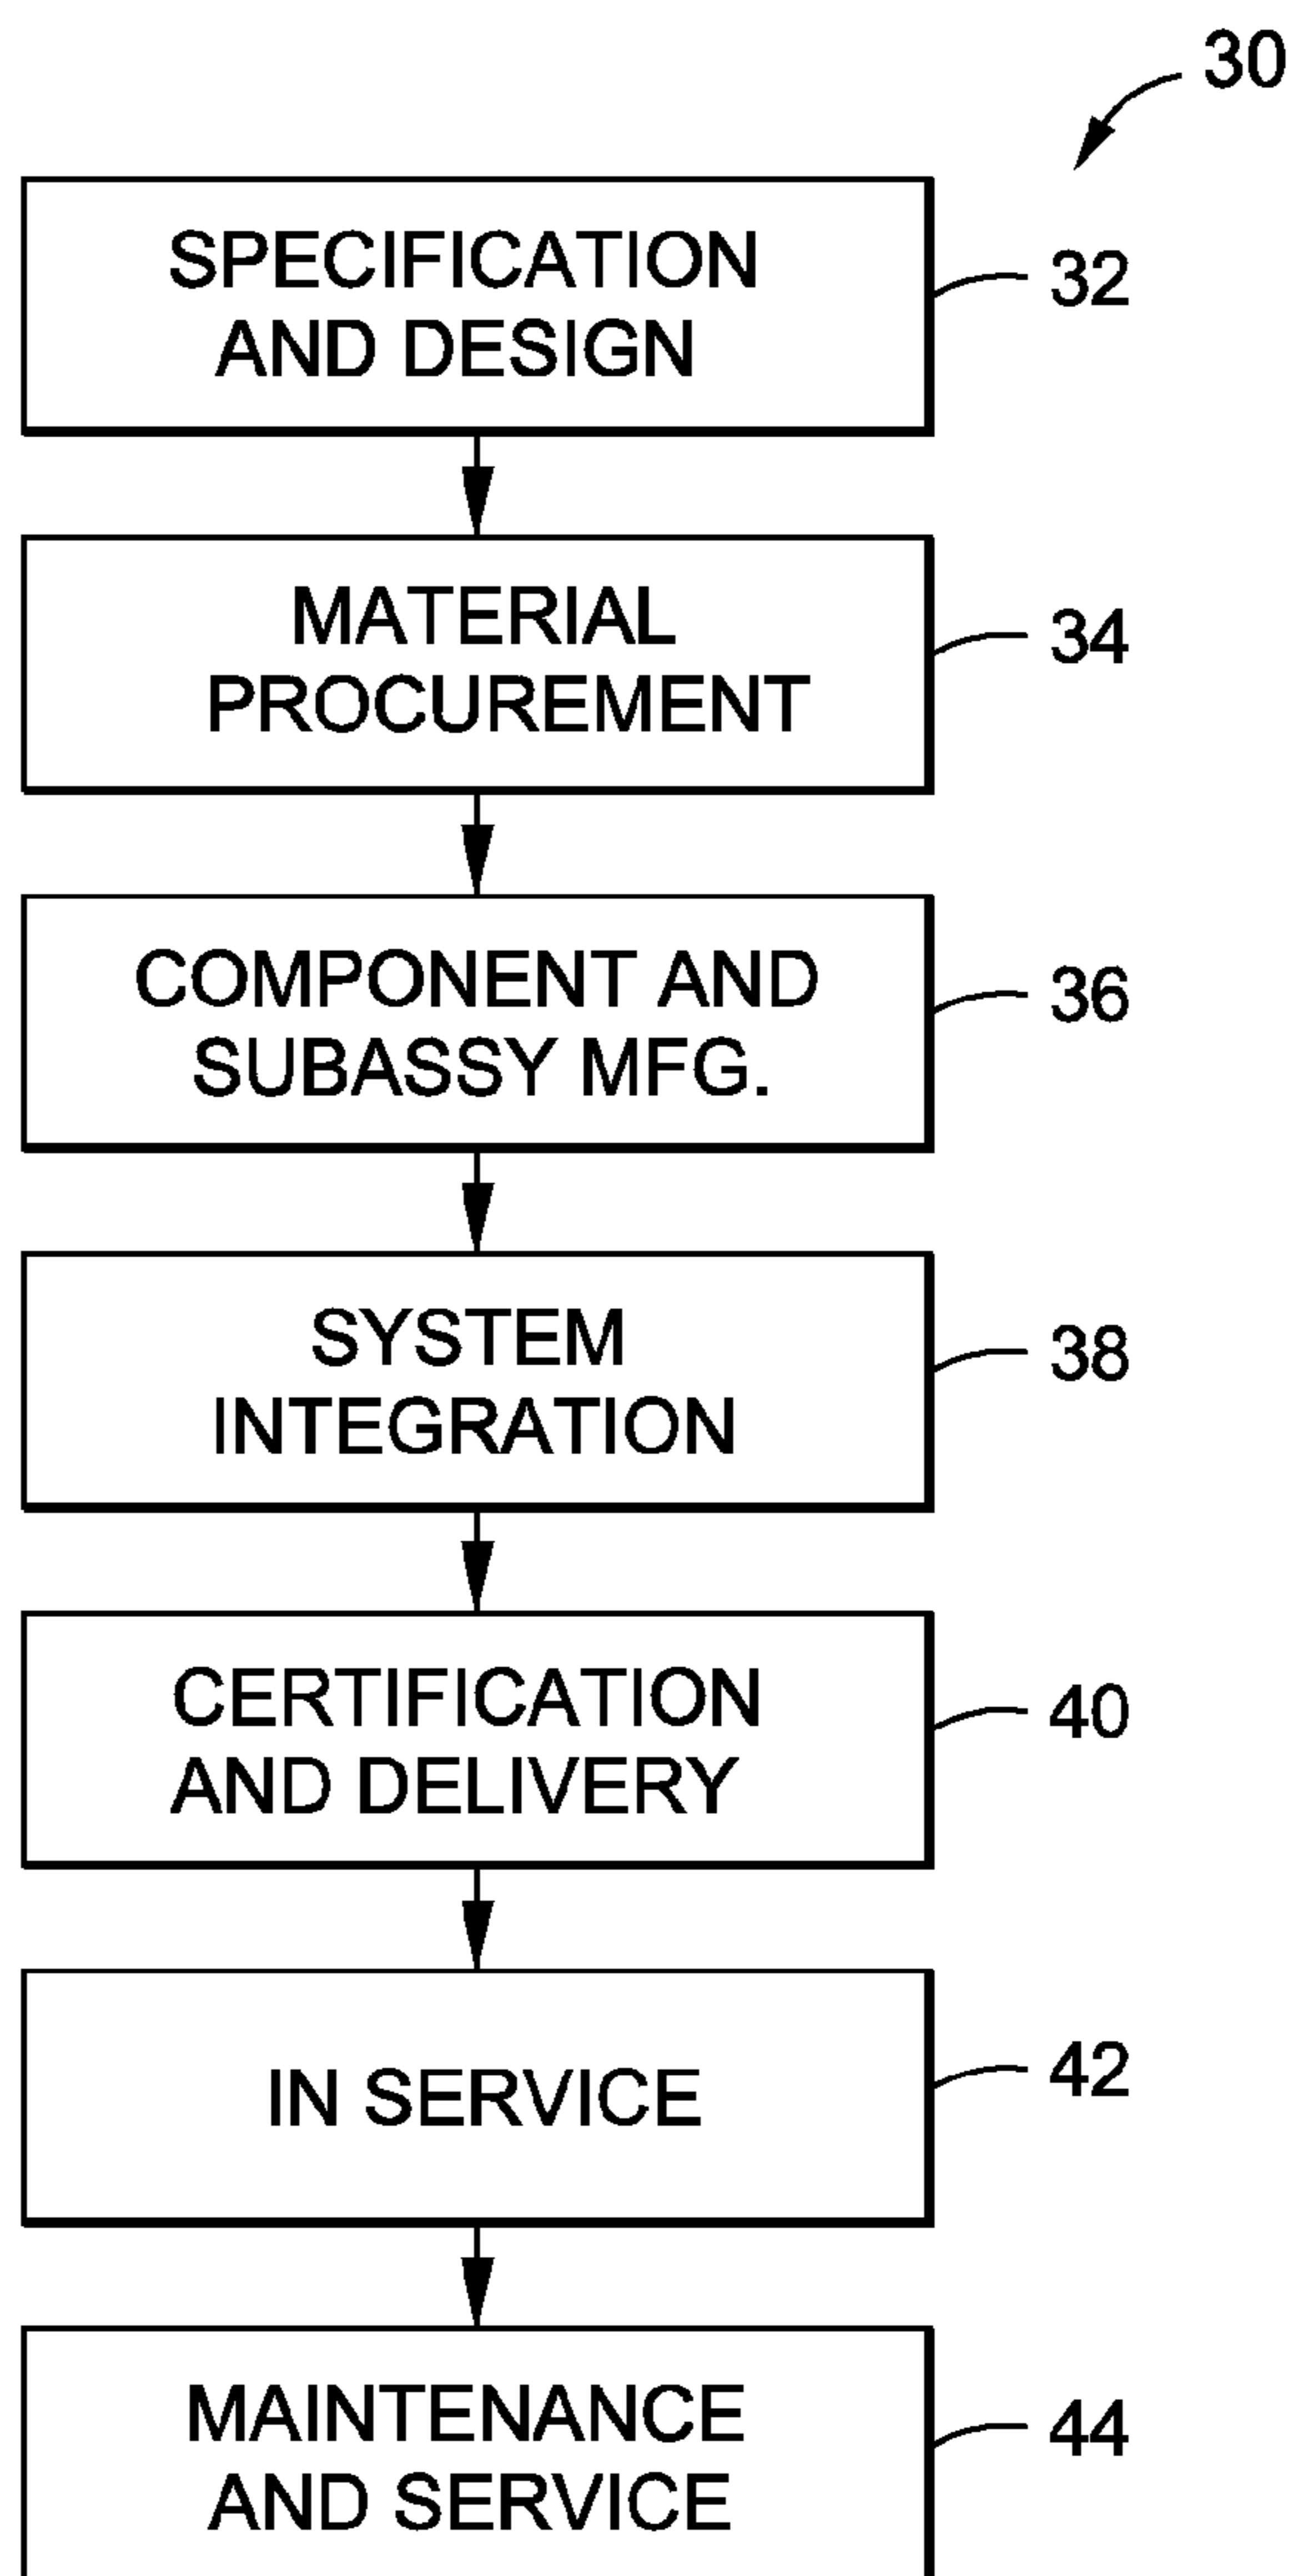 30
SPECIFICATION
AND DESIGN
32
MATERIAL
PROCUREMENT
34
COMPONENT AND
SUBASSY MFG.
36
SYSTEM
INTEGRATION
38
CERTIFICATION
AND DELIVERY
40
IN SERVICE
42
MAINTENANCE
AND SERVICE
44